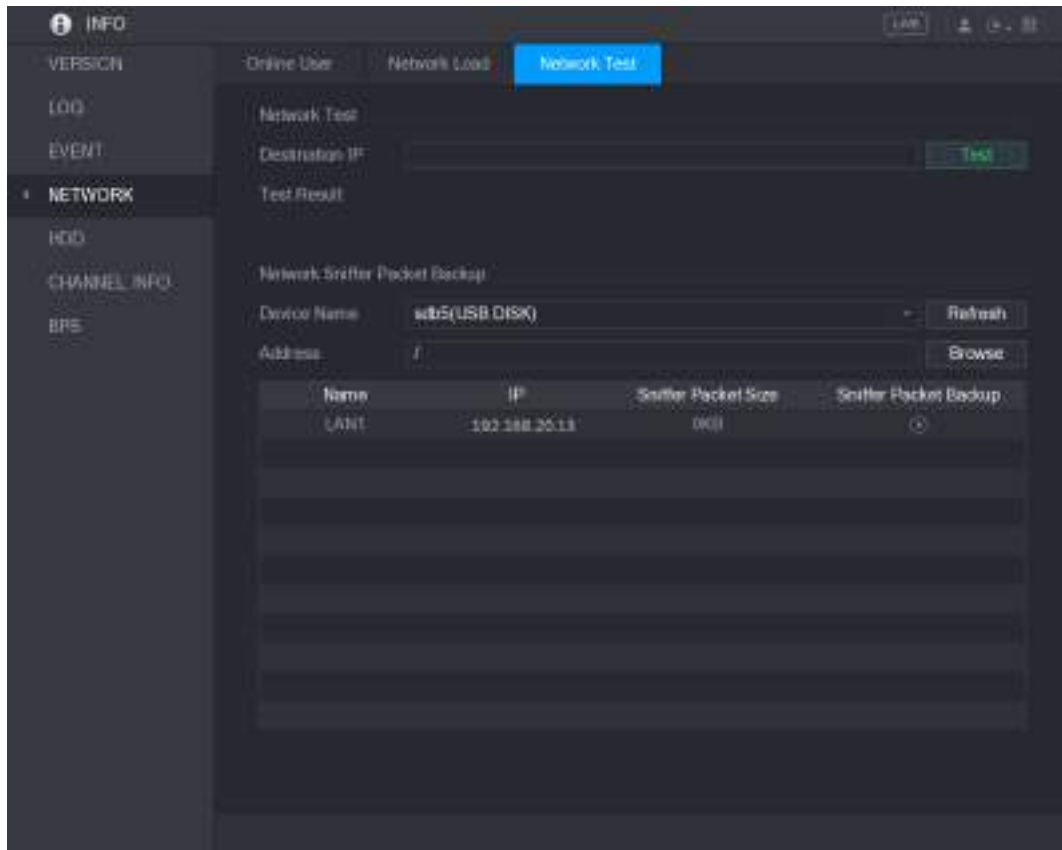 INFO
LIVE
VERSION
Online User Network Load Network Test
LOG
Network Test
EVENT
Destination IP Test
NETWORK
Test Result
HDD
CHANNEL INFO
Network Sniffer Packet Backup
BPS
Device Name sdb5(USB DISK) Refresh
Address / Browse
Name IP Sniffer Packet Size Sniffer Packet Backup
LAN1 192.168.20.13 0KB